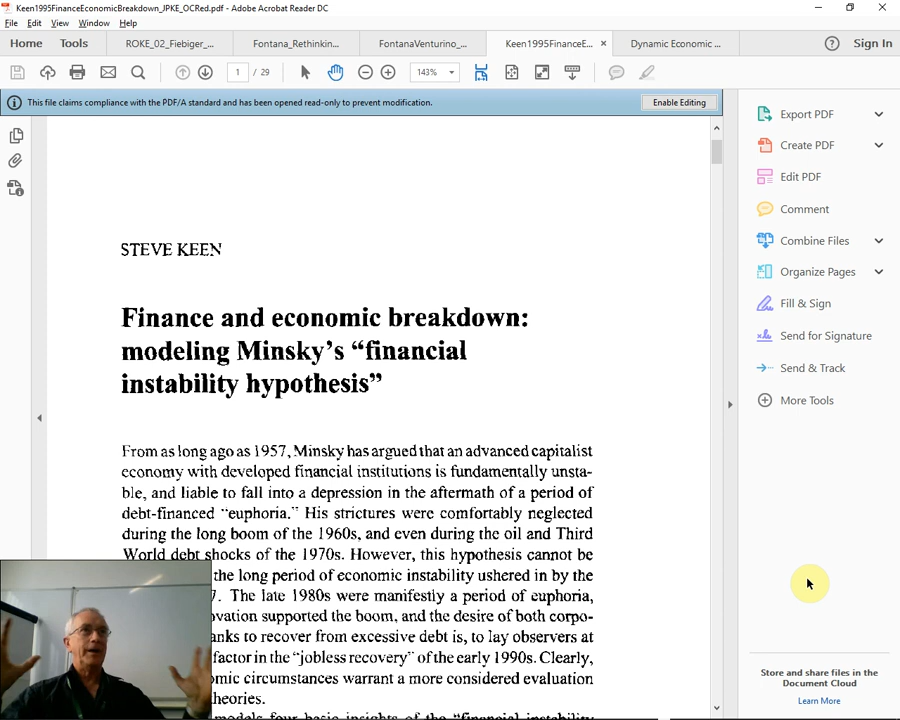 Keen1995FinanceEconomicBreakdown_JPKE_OCRed.pdf - Adobe Acrobat Reader DC
File Edit View Window Help
Home Tools ROKE_02_Fiebiger_... Fontana_Rethinkin... FontanaVenturino_... Keen1995FinanceE... × Dynamic Economic ... Sign In
1 / 29 143%
This file claims compliance with the PDF/A standard and has been opened read-only to prevent modification. Enable Editing
Export PDF
Create PDF
Edit PDF
Comment
Combine Files
Organize Pages
Fill & Sign
Send for Signature
Send & Track
More Tools
Store and share files in the
Document Cloud
Learn More
STEVE KEEN
Finance and economic breakdown:
modeling Minsky's “financial
instability hypothesis”
From as long ago as 1957, Minsky has argued that an advanced capitalist
economy with developed financial institutions is fundamentally unsta-
ble, and liable to fall into a depression in the aftermath of a period of
debt-financed “euphoria.” His strictures were comfortably neglected
during the long boom of the 1960s, and even during the oil and Third
World debt shocks of the 1970s. However, this hypothesis cannot be
the long period of economic instability ushered in by the
7. The late 1980s were manifestly a period of euphoria,
ovation supported the boom, and the desire of both corpo-
anks to recover from excessive debt is, to lay observers at
factor in the “jobless recovery” of the early 1990s. Clearly,
omic circumstances warrant a more considered evaluation
heories.
models four basic insights of the “financial instability